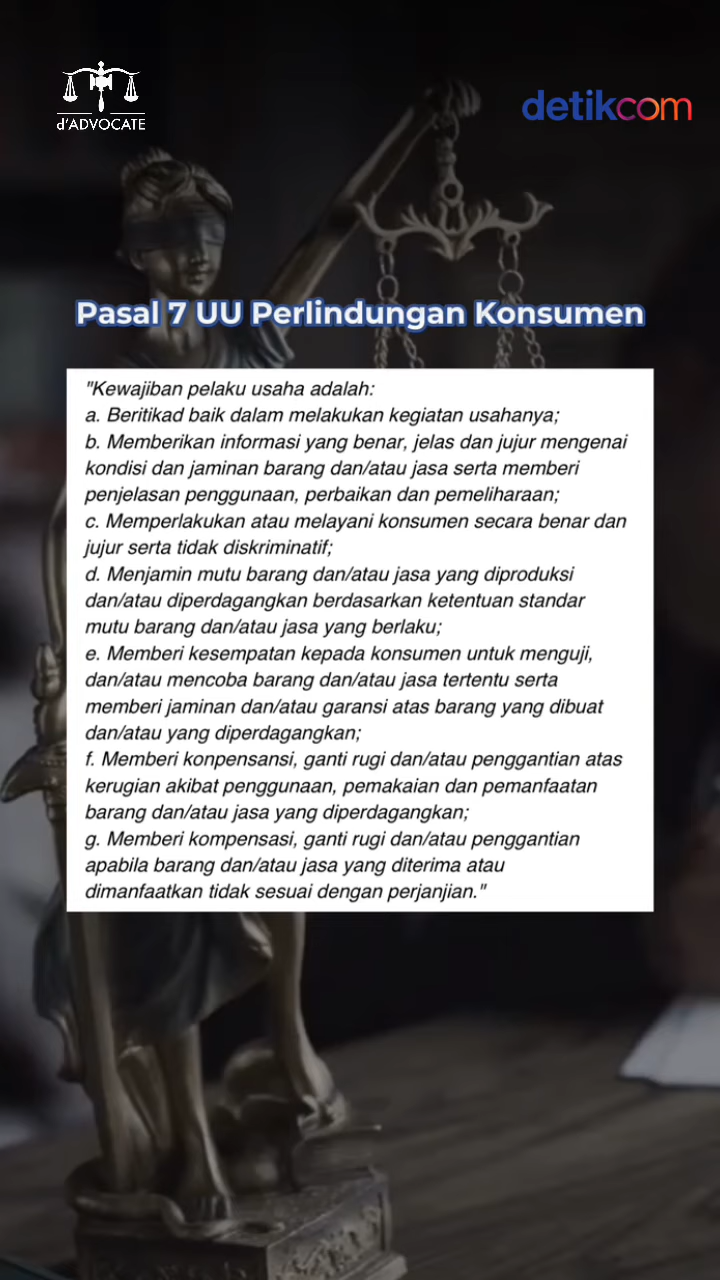 d'ADVOCATE
detikcom
Pasal 7 UU Perlindungan Konsumen
"Kewajiban pelaku usaha adalah:
a. Beritikad baik dalam melakukan kegiatan usahanya;
b. Memberikan informasi yang benar, jelas dan jujur mengenai
kondisi dan jaminan barang dan/atau jasa serta memberi
penjelasan penggunaan, perbaikan dan pemeliharaan;
c. Memperlakukan atau melayani konsumen secara benar dan
jujur serta tidak diskriminatif;
d. Menjamin mutu barang dan/atau jasa yang diproduksi
dan/atau diperdagangkan berdasarkan ketentuan standar
mutu barang dan/atau jasa yang berlaku;
e. Memberi kesempatan kepada konsumen untuk menguji,
dan/atau mencoba barang dan/atau jasa tertentu serta
memberi jaminan dan/atau garansi atas barang yang dibuat
dan/atau yang diperdagangkan;
f. Memberi konpensansi, ganti rugi dan/atau penggantian atas
kerugian akibat penggunaan, pemakaian dan pemanfaatan
barang dan/atau jasa yang diperdagangkan;
g. Memberi kompensasi, ganti rugi dan/atau penggantian
apabila barang dan/atau jasa yang diterima atau
dimanfaatkan tidak sesuai dengan perjanjian."